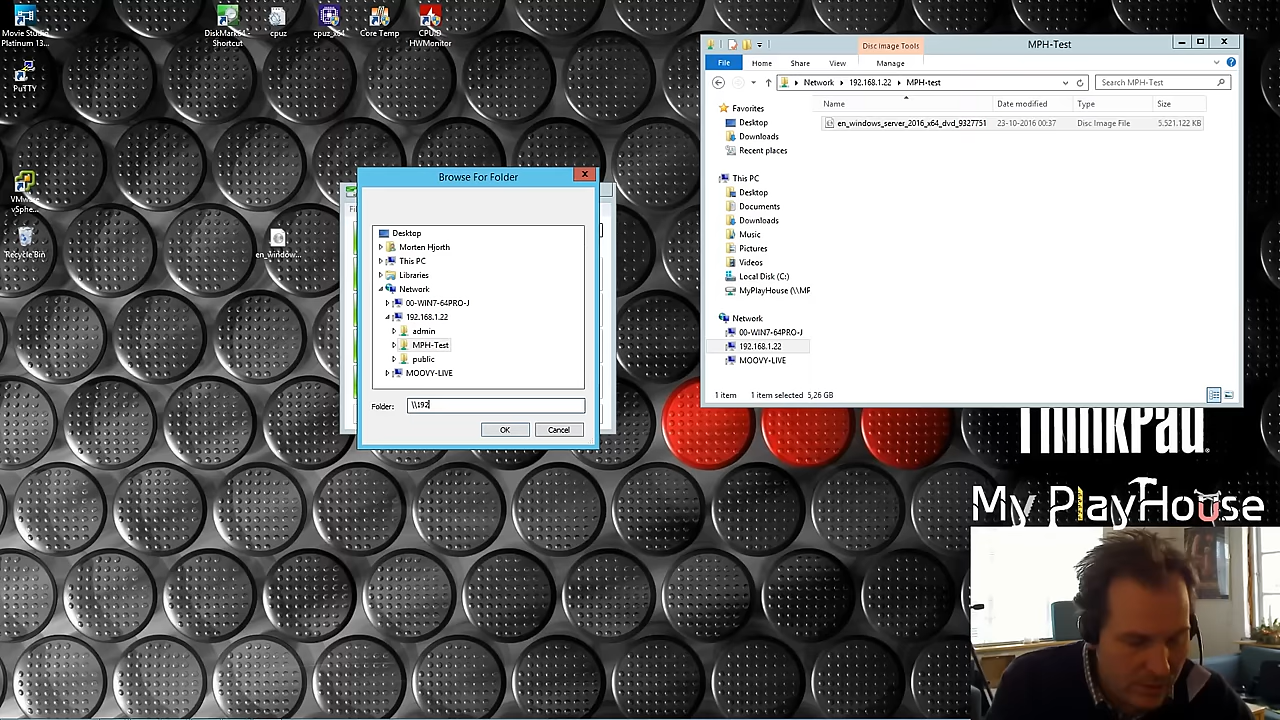 Movie Studio
Platinum 13...
DiskMark64 -
Shortcut
cpuz
cpuz_x64
Core Temp
CPUID
HWMonitor
PuTTY
VMware
vSphe...
Recycle Bin
en_window...
Browse For Folder
Desktop
Morten Hjorth
This PC
Libraries
Network
00-WIN7-64PRO-J
192.168.1.22
admin
MPH-Test
public
MOOVY-LIVE
Folder: \\192
OK Cancel
Disc Image Tools
MPH-Test
File Home Share View Manage
Network 192.168.1.22 MPH-test
Search MPH-Test
Name Date modified Type Size
en_windows_server_2016_x64_dvd_9327751 23-10-2016 00:37 Disc Image File 5.521.122 KB
Favorites
Desktop
Downloads
Recent places
This PC
Desktop
Documents
Downloads
Music
Pictures
Videos
Local Disk (C:)
MyPlayHouse (\\MP
Network
00-WIN7-64PRO-J
192.168.1.22
MOOVY-LIVE
1 item 1 item selected 5,26 GB
ThinkPad
My PlayHouse